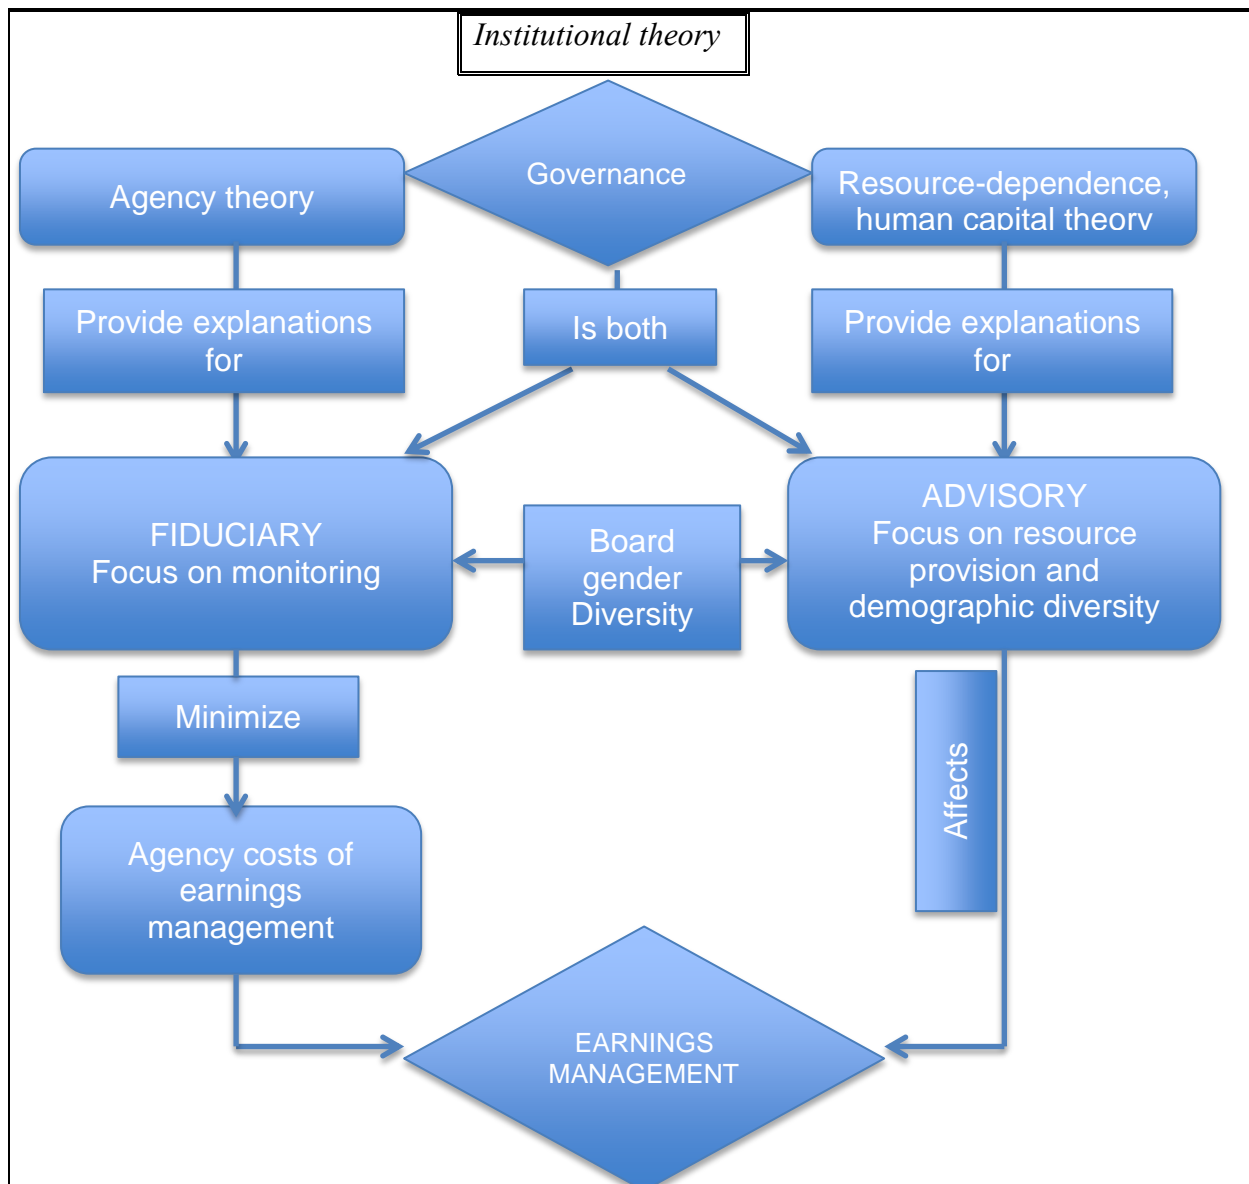 Institutional theory
Governance
Agency theory
Resource-dependence,
human capital theory
Provide explanations
for
Is both
Provide explanations
for
FIDUCIARY
Focus on monitoring
Board
gender
Diversity
ADVISORY
Focus on resource
provision and
demographic diversity
Minimize
Affects
Agency costs of
earnings
management
EARNINGS
MANAGEMENT